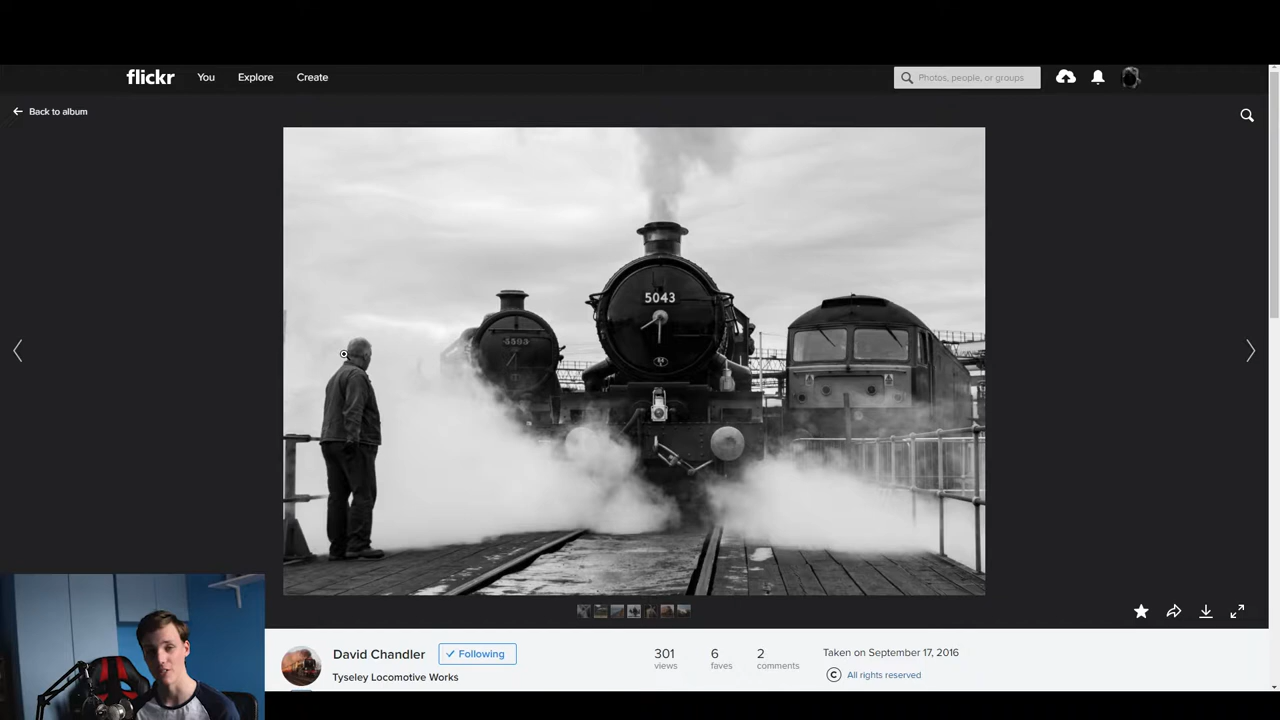 flickr You Explore Create Photos, people, or groups
Back to album
5043
5593
David Chandler Following
Tyseley Locomotive Works
301 views
6 faves
2 comments
Taken on September 17, 2016
All rights reserved